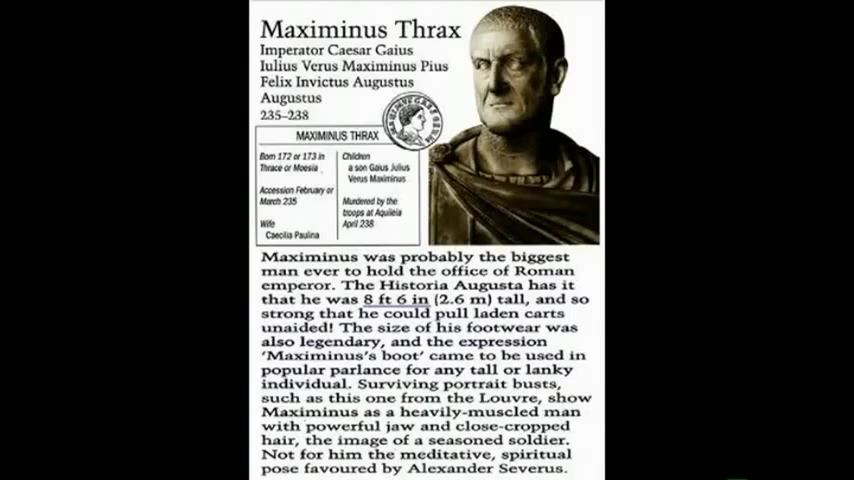 Maximinus Thrax
Imperator Caesar Gaius
Iulius Verus Maximinus Pius
Felix Invictus Augustus
Augustus
235–238
MAXIMINUS THRAX
Born 172 or 173 in
Thrace or Moesia
Accession February or
March 235
Wife
Caecilia Paulina
Children
a son Gaius Julius
Verus Maximinus
Murdered by the
troops at Aquileia
April 238
Maximinus was probably the biggest
man ever to hold the office of Roman
emperor. The Historia Augusta has it
that he was 8 ft 6 in (2.6 m) tall, and so
strong that he could pull laden carts
unaided! The size of his footwear was
also legendary, and the expression
‘Maximinus’s boot’ came to be used in
popular parlance for any tall or lanky
individual. Surviving portrait busts,
such as this one from the Louvre, show
Maximinus as a heavily-muscled man
with powerful jaw and close-cropped
hair, the image of a seasoned soldier.
Not for him the meditative, spiritual
pose favoured by Alexander Severus.